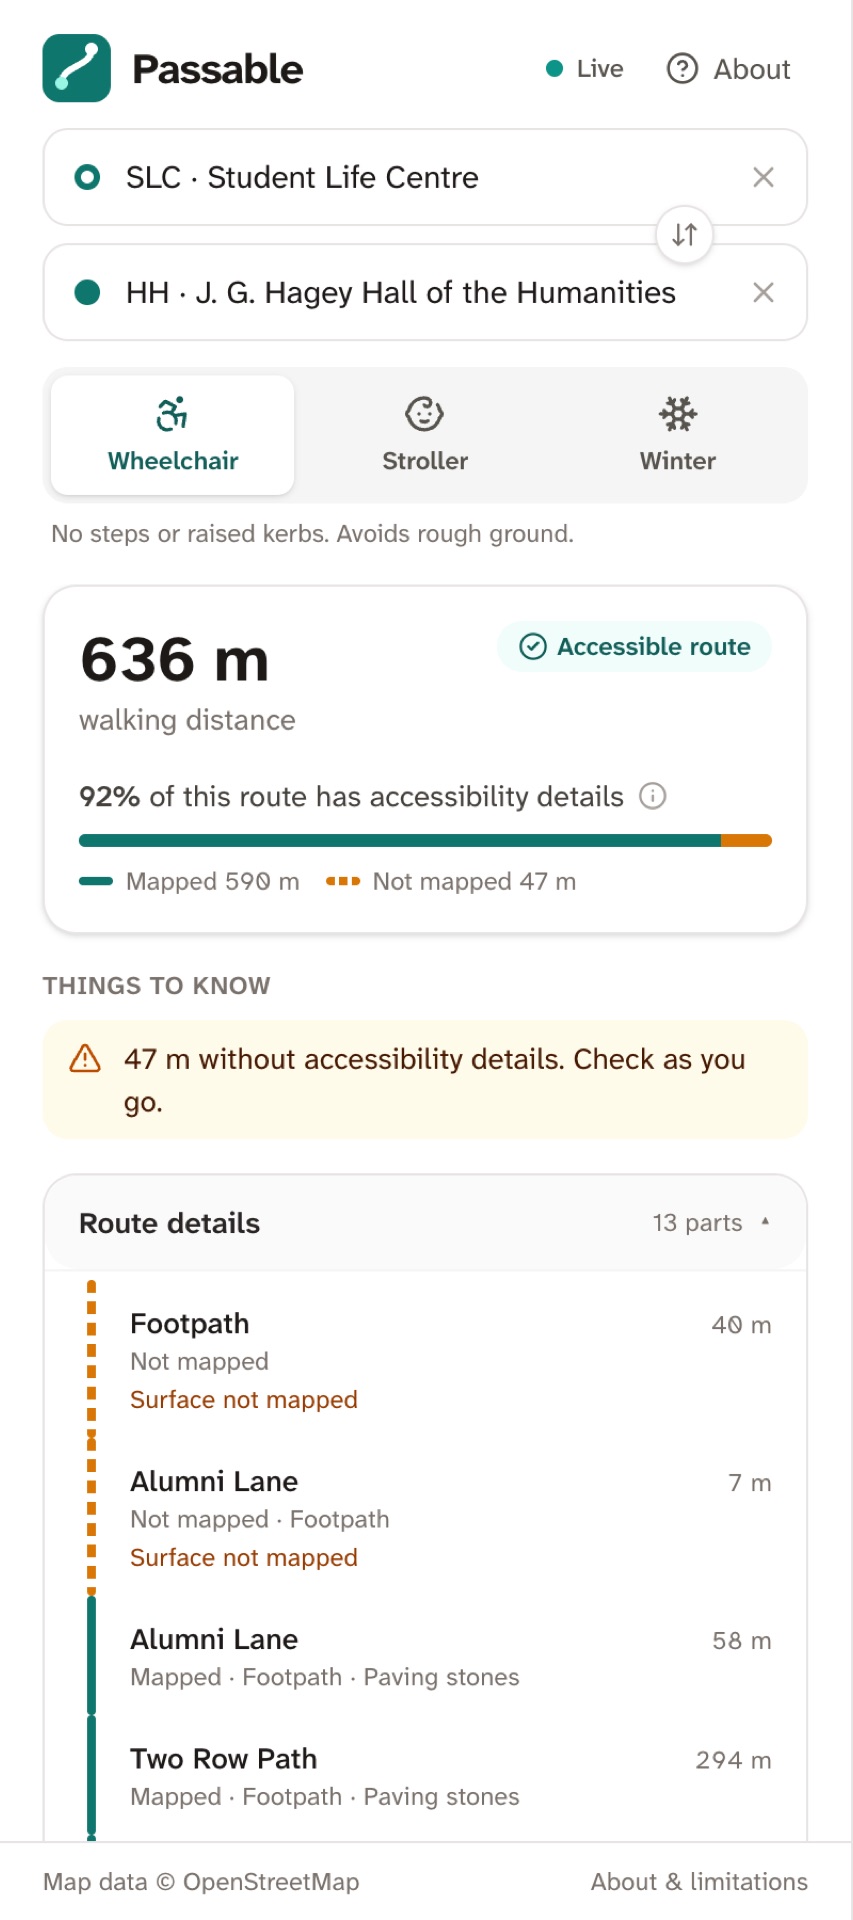 Passable
Live
About
SLC · Student Life Centre
HH · J. G. Hagey Hall of the Humanities
Wheelchair
Stroller
Winter
No steps or raised kerbs. Avoids rough ground.
636 m
Accessible route
walking distance
92% of this route has accessibility details
Mapped 590 m
Not mapped 47 m
THINGS TO KNOW
47 m without accessibility details. Check as you
go.
Route details
13 parts
Footpath
40 m
Not mapped
Surface not mapped
Alumni Lane
7 m
Not mapped · Footpath
Surface not mapped
Alumni Lane
58 m
Mapped · Footpath · Paving stones
Two Row Path
294 m
Mapped · Footpath · Paving stones
Map data © OpenStreetMap
About & limitations